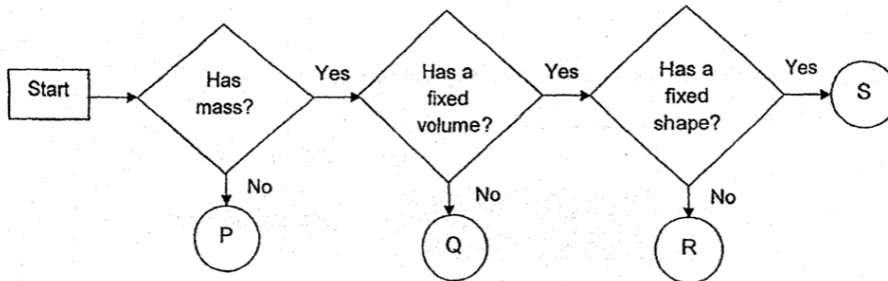 Start
Has
mass?
Yes
Has a
fixed
volume?
Yes
Has a
fixed
shape?
Yes
S
No
P
No
Q
No
R